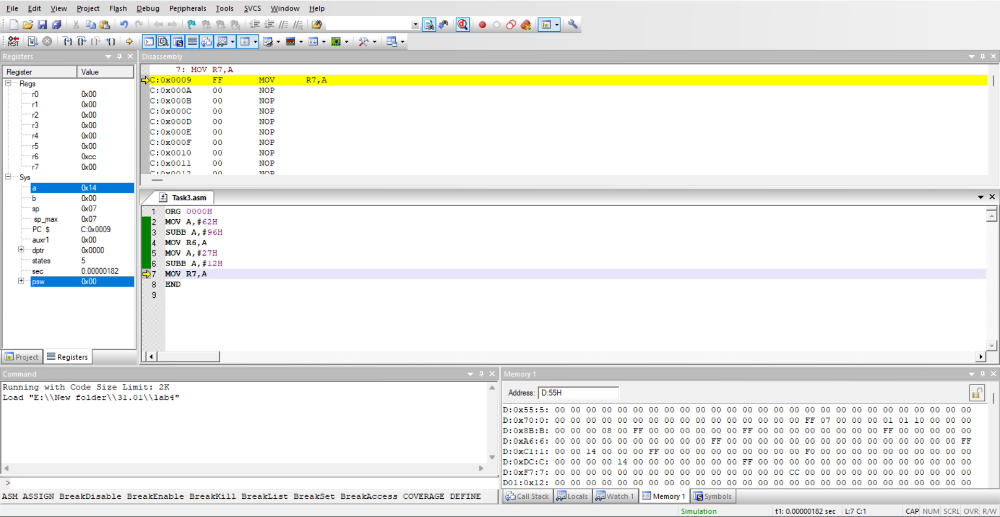 File Edit View Project Flash Debug Peripherals Tools SVCS Window Help
RST
Registers
Register Value
Regs
r0 0x00
r1 0x00
r2 0x00
r3 0x00
r4 0x00
r5 0x00
r6 0xcc
r7 0x00
Sys
a 0x14
b 0x00
sp 0x07
sp_max 0x07
PC $ C:0x0009
auxr1 0x00
dptr 0x0000
states 5
sec 0.00000182
psw 0x00
Project Registers
Disassembly
7: MOV R7,A
C:0x0009 FF MOV R7,A
C:0x000A 00 NOP
C:0x000B 00 NOP
C:0x000C 00 NOP
C:0x000D 00 NOP
C:0x000E 00 NOP
C:0x000F 00 NOP
C:0x0010 00 NOP
C:0x0011 00 NOP
C:0x0012 00 NOP
Task3.asm
1 ORG 0000H
2 MOV A,#62H
3 SUBB A,#96H
4 MOV R6,A
5 MOV A,#27H
6 SUBB A,#12H
7 MOV R7,A
8 END
9
Command
Running with Code Size Limit: 2K
Load "E:\\New folder\\31.01\\lab4"
>
ASM ASSIGN BreakDisable BreakEnable BreakKill BreakList BreakSet BreakAccess COVERAGE DEFINE
Memory 1
Address: D:55H
D:0x55:5: 00 00 00 00 00 00 00 00 00 00 00 00 00 00 00 00 00 00 00 00 00 00 00 00 00 00 00
D:0x70:0: 00 00 00 00 00 00 00 00 00 00 00 00 00 00 00 00 FF 07 00 00 00 01 01 10 00 00 00
D:0x8B:B: 00 00 00 08 00 FF 00 00 00 00 00 00 FF 00 00 00 00 00 00 00 00 FF 00 00 00 00 00
D:0xA6:6: 00 00 00 00 00 00 00 00 00 00 FF 00 00 00 00 00 00 00 00 00 00 00 00 00 00 00 FF
D:0xC1:1: 00 00 14 00 00 00 FF 00 00 00 00 00 00 00 00 00 F0 00 00 00 00 00 00 00 00 00 00
D:0xDC:C: 00 00 00 00 14 00 00 00 00 00 00 00 FF 00 00 00 00 00 00 00 00 00 00 00 00 00 00
D:0xF7:7: 00 00 00 00 00 00 00 00 00 00 00 00 00 00 00 CC 00 00 00 00 00 00 00 00 00 00 00
D01:0x12: 00 00 00 00 00 00 00 00 00 00 00 00 00 00 00 00 00 00 00 00 00 00 00 00 00 00 00
Call Stack Locals Watch 1 Memory 1 Symbols
Simulation t1: 0.00000182 sec L:7 C:1 CAP NUM SCRL OVR R/W